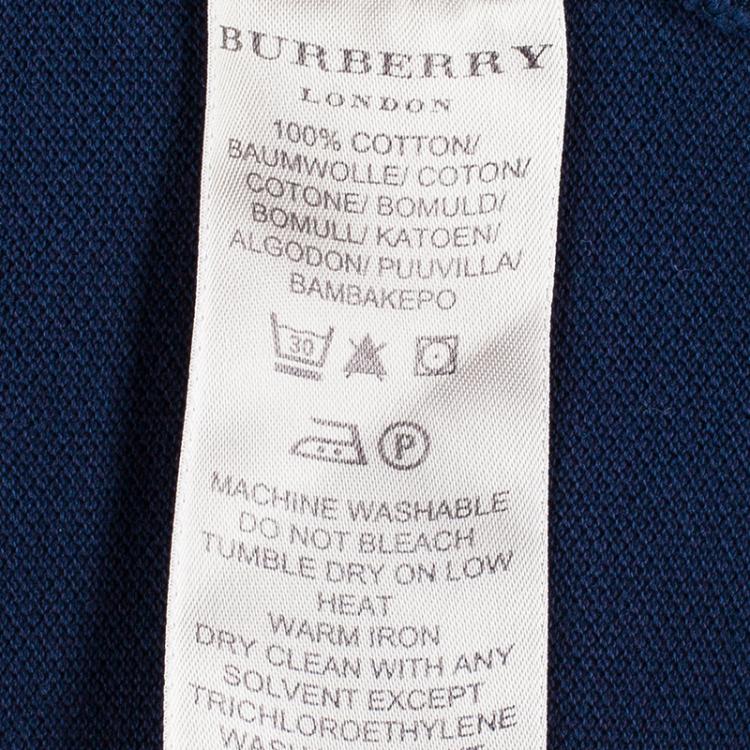 BURBERRY
LONDON
100% COTTON/
BAUMWOLLE/ COTON/
COTONE/ BOMULD/
BOMULL/ KATOEN/
ALGODON/ PUUVILLA/
BAMBAKEPO
30
P
MACHINE WASHABLE
DO NOT BLEACH
TUMBLE DRY ON LOW
HEAT
WARM IRON
DRY CLEAN WITH ANY
SOLVENT EXCEPT
TRICHLOROETHYLENE